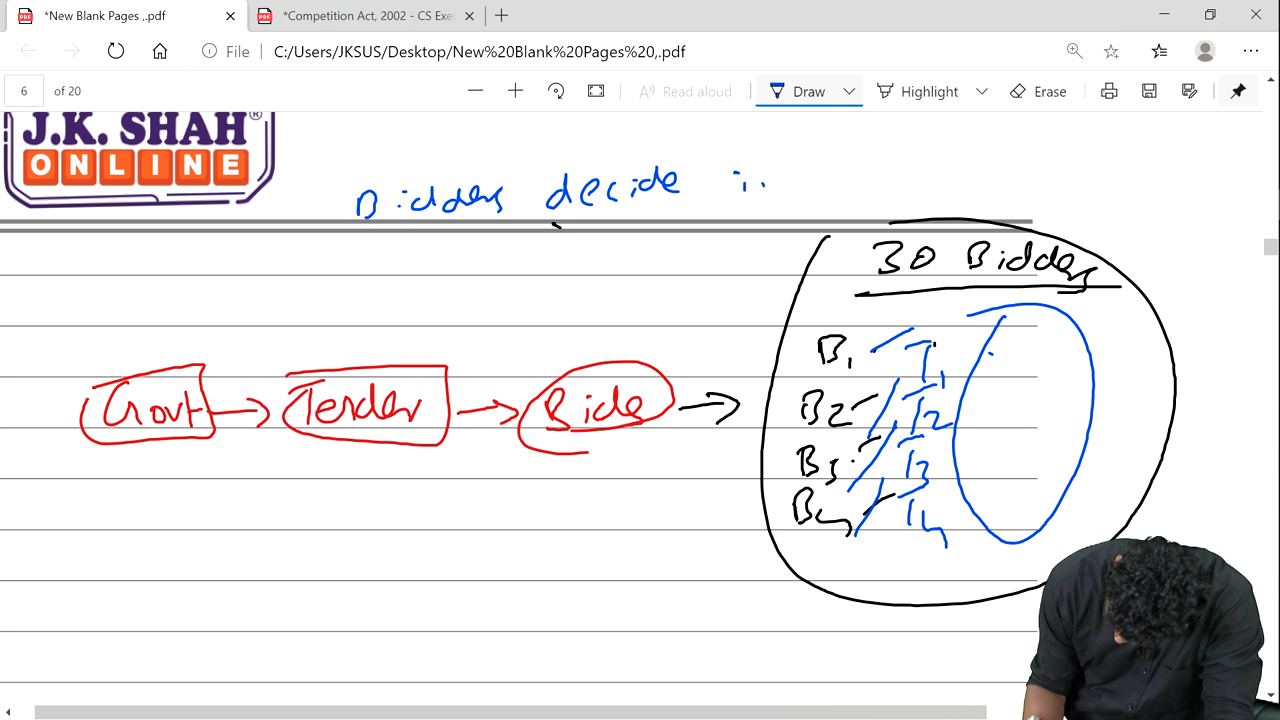 *New Blank Pages ,.pdf
*Competition Act, 2002 - CS Exec
File
C:/Users/JKSUS/Desktop/New%20Blank%20Pages%20,.pdf
6 of 20
Read aloud
Draw
Highlight
Erase
J.K. SHAH®
ONLINE
Bidders decide
30 Bidders
B1 T1
B2 T2
B3 T3
B4 T4
Govt
Tender
Bids